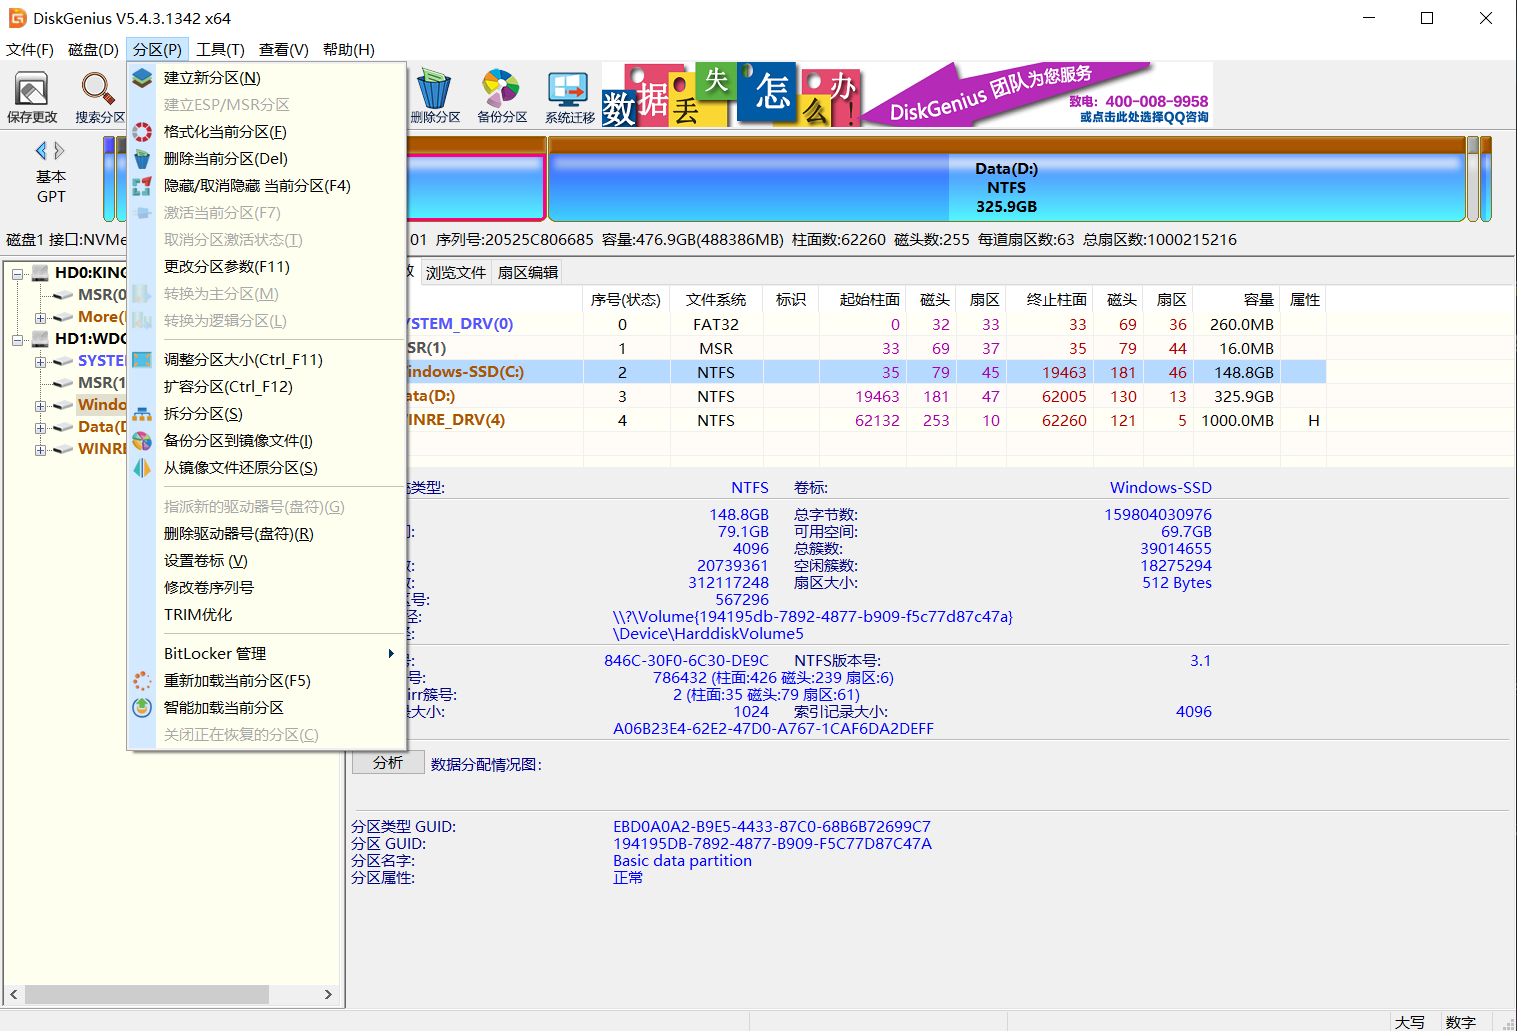 DiskGenius V5.4.3.1342 x64
文件(F) 磁盘(D) 分区(P) 工具(T) 查看(V) 帮助(H)
保存更改 搜索分区 删除分区 备份分区 系统迁移
数据丢失怎么办!
DiskGenius 团队为您服务
致电：400-008-9958
或点击此处选择QQ咨询
建立新分区(N)
建立ESP/MSR分区
格式化当前分区(F)
删除当前分区(Del)
隐藏/取消隐藏 当前分区(F4)
激活当前分区(F7)
取消分区激活状态(T)
更改分区参数(F11)
转换为主分区(M)
转换为逻辑分区(L)
调整分区大小(Ctrl_F11)
扩容分区(Ctrl_F12)
拆分分区(S)
备份分区到镜像文件(I)
从镜像文件还原分区(S)
指派新的驱动器号(盘符)(G)
删除驱动器号(盘符)(R)
设置卷标 (V)
修改卷序列号
TRIM优化
BitLocker 管理
重新加载当前分区(F5)
智能加载当前分区
关闭正在恢复的分区(C)
基本
GPT
Data(D:)
NTFS
325.9GB
磁盘1 接口:NVMe 01 序列号:20525C806685 容量:476.9GB(488386MB) 柱面数:62260 磁头数:255 每道扇区数:63 总扇区数:1000215216
HD0:KING
MSR(0
More(
HD1:WDC
SYSTE
MSR(1
Windo
Data(D
WINRE
数 浏览文件 扇区编辑
序号(状态) 文件系统 标识 起始柱面 磁头 扇区 终止柱面 磁头 扇区 容量 属性
YSTEM_DRV(0) 0 FAT32 0 32 33 33 69 36 260.0MB
SR(1) 1 MSR 33 69 37 35 79 44 16.0MB
indows-SSD(C:) 2 NTFS 35 79 45 19463 181 46 148.8GB
ata(D:) 3 NTFS 19463 181 47 62005 130 13 325.9GB
INRE_DRV(4) 4 NTFS 62132 253 10 62260 121 5 1000.0MB H
类型: NTFS 卷标: Windows-SSD
148.8GB 总字节数: 159804030976
79.1GB 可用空间: 69.7GB
4096 总簇数: 39014655
20739361 空闲簇数: 18275294
312117248 扇区大小: 512 Bytes
号: 567296
\\?\Volume{194195db-7892-4877-b909-f5c77d87c47a}
\Device\HarddiskVolume5
846C-30F0-6C30-DE9C NTFS版本号: 3.1
号: 786432 (柱面:426 磁头:239 扇区:6)
irr簇号: 2 (柱面:35 磁头:79 扇区:61)
大小: 1024 索引记录大小: 4096
A06B23E4-62E2-47D0-A767-1CAF6DA2DEFF
分析 数据分配情况图:
分区类型 GUID: EBD0A0A2-B9E5-4433-87C0-68B6B72699C7
分区 GUID: 194195DB-7892-4877-B909-F5C77D87C47A
分区名字: Basic data partition
分区属性: 正常
大写 数字